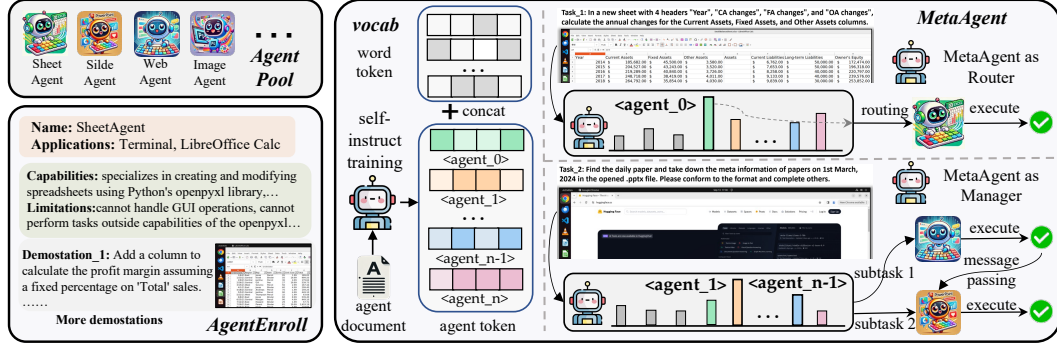 Sheet Agent
Silde Agent
Web Agent
Image Agent
...
Agent Pool
Name: SheetAgent
Applications: Terminal, LibreOffice Calc
Capabilities: specializes in creating and modifying
spreadsheets using Python's openpyxl library,…
Limitations:cannot handle GUI operations, cannot
perform tasks outside capabilities of the openpyxl…
Demostation_1: Add a column to
calculate the profit margin assuming
a fixed percentage on 'Total' sales.
……
More demostations
AgentEnroll
vocab
word
token
...
+ concat
self-
instruct
training
<agent_0>
<agent_1>
...
<agent_n-1>
<agent_n>
agent token
A
agent
document
Task_1: In a new sheet with 4 headers "Year", "CA changes", "FA changes", and "OA changes",
calculate the annual changes for the Current Assets, Fixed Assets, and Other Assets columns.
MetaAgent
MetaAgent as
Router
<agent_0>
...
routing
execute
Task_2: Find the daily paper and take down the meta information of papers on 1st March,
2024 in the opened .pptx file. Please conform to the format and complete others.
MetaAgent as
Manager
<agent_1>
<agent_n-1>
...
subtask 1
subtask 2
execute
message
passing
execute